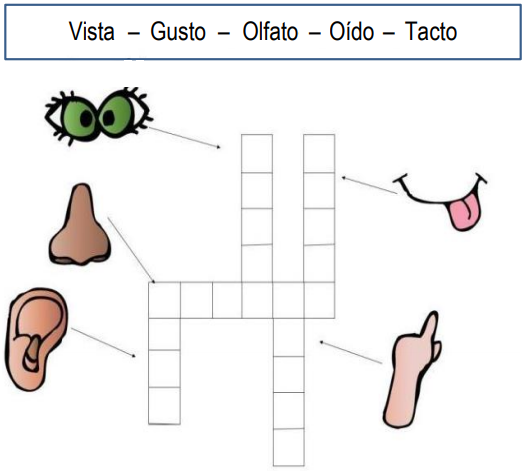 Vista – Gusto – Olfato – Oído – Tacto